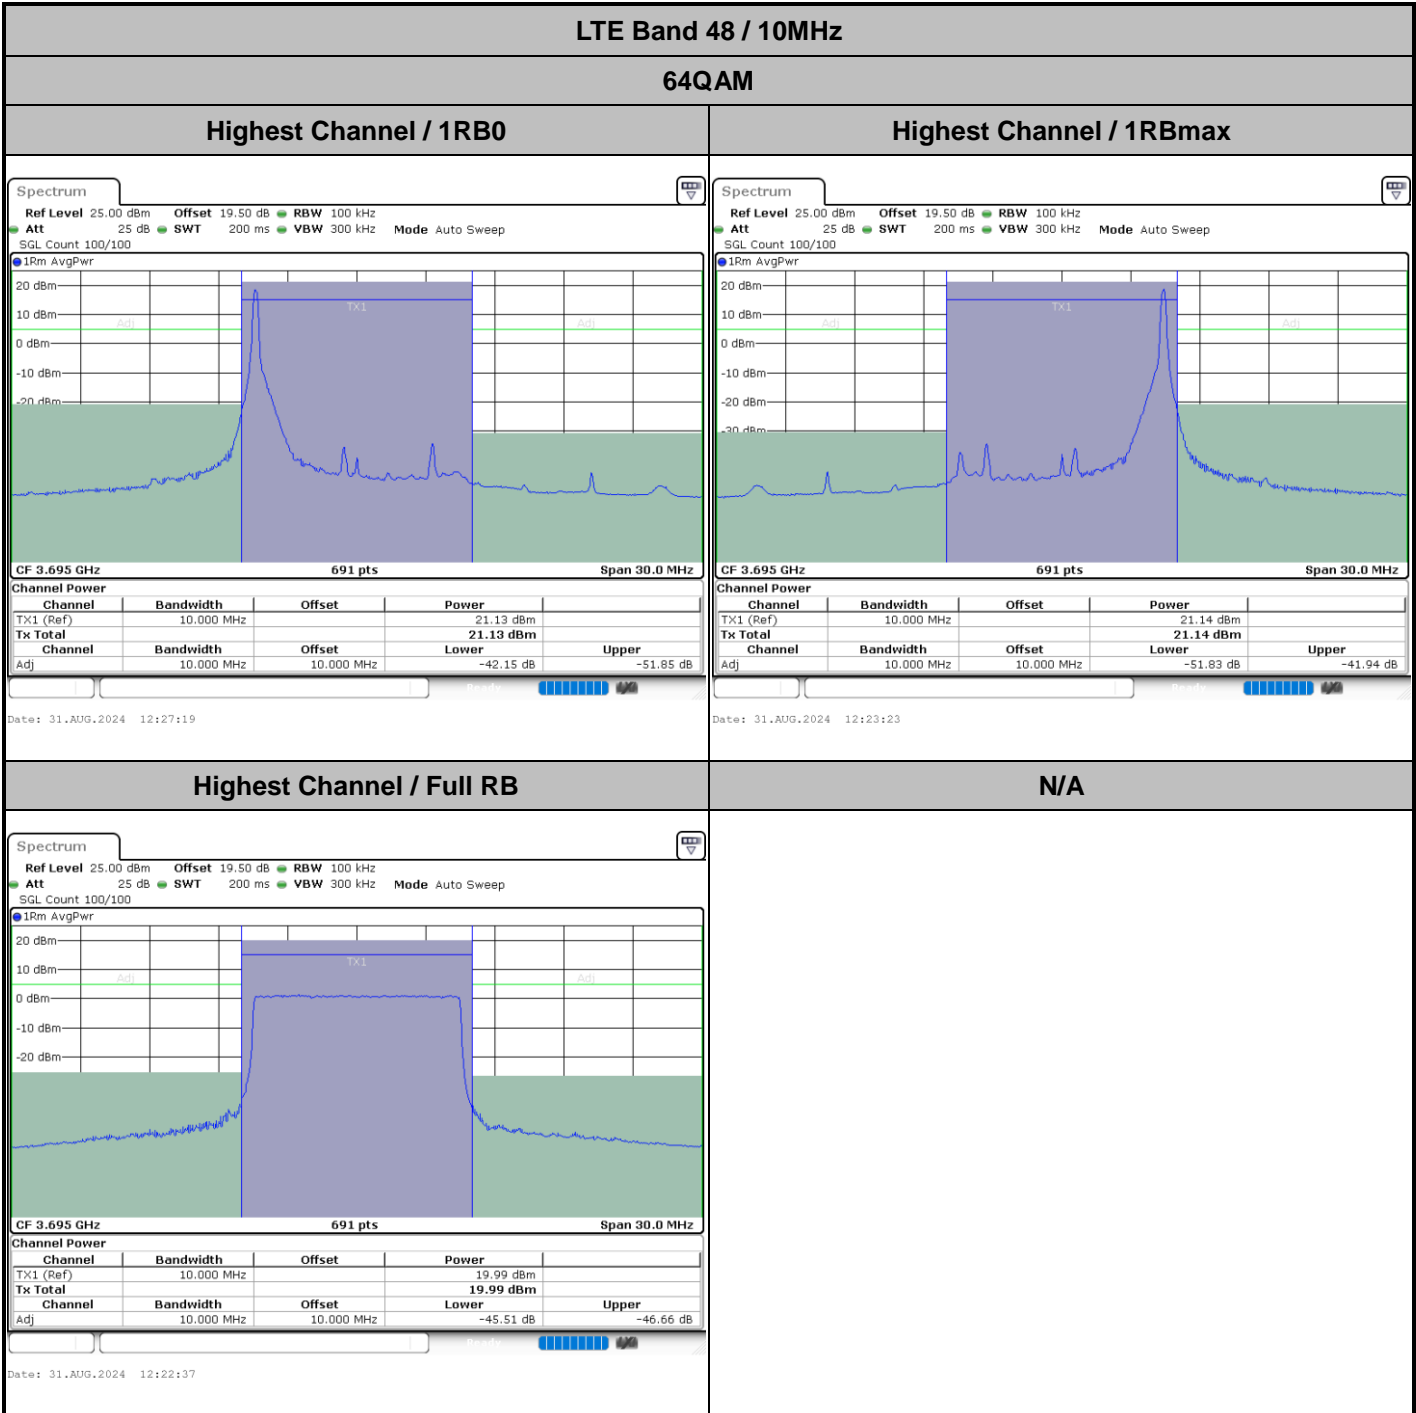 LTE Band 48 / 10MHz
64QAM
Highest Channel / 1RB0
Highest Channel / 1RBmax
Spectrum
Ref Level 25.00 dBm Offset 19.50 dB RBW 100 kHz
Att 25 dB SWT 200 ms VBW 300 kHz Mode Auto Sweep
SGL Count 100/100
1Rm AvgPwr
20 dBm
10 dBm
0 dBm
-10 dBm
-20 dBm
Adj
TX1
Adj
CF 3.695 GHz 691 pts Span 30.0 MHz
Channel Power
Channel Bandwidth Offset Power
TX1 (Ref) 10.000 MHz 21.13 dBm
Tx Total 21.13 dBm
Channel Bandwidth Offset Lower Upper
Adj 10.000 MHz 10.000 MHz -42.15 dB -51.85 dB
Ready
Date: 31.AUG.2024 12:27:19
Spectrum
Ref Level 25.00 dBm Offset 19.50 dB RBW 100 kHz
Att 25 dB SWT 200 ms VBW 300 kHz Mode Auto Sweep
SGL Count 100/100
1Rm AvgPwr
20 dBm
10 dBm
0 dBm
-10 dBm
-20 dBm
-30 dBm
Adj
TX1
Adj
CF 3.695 GHz 691 pts Span 30.0 MHz
Channel Power
Channel Bandwidth Offset Power
TX1 (Ref) 10.000 MHz 21.14 dBm
Tx Total 21.14 dBm
Channel Bandwidth Offset Lower Upper
Adj 10.000 MHz 10.000 MHz -51.83 dB -41.94 dB
Ready
Date: 31.AUG.2024 12:23:23
Highest Channel / Full RB
N/A
Spectrum
Ref Level 25.00 dBm Offset 19.50 dB RBW 100 kHz
Att 25 dB SWT 200 ms VBW 300 kHz Mode Auto Sweep
SGL Count 100/100
1Rm AvgPwr
20 dBm
10 dBm
0 dBm
-10 dBm
-20 dBm
Adj
TX1
Adj
CF 3.695 GHz 691 pts Span 30.0 MHz
Channel Power
Channel Bandwidth Offset Power
TX1 (Ref) 10.000 MHz 19.99 dBm
Tx Total 19.99 dBm
Channel Bandwidth Offset Lower Upper
Adj 10.000 MHz 10.000 MHz -45.51 dB -46.66 dB
Ready
Date: 31.AUG.2024 12:22:37